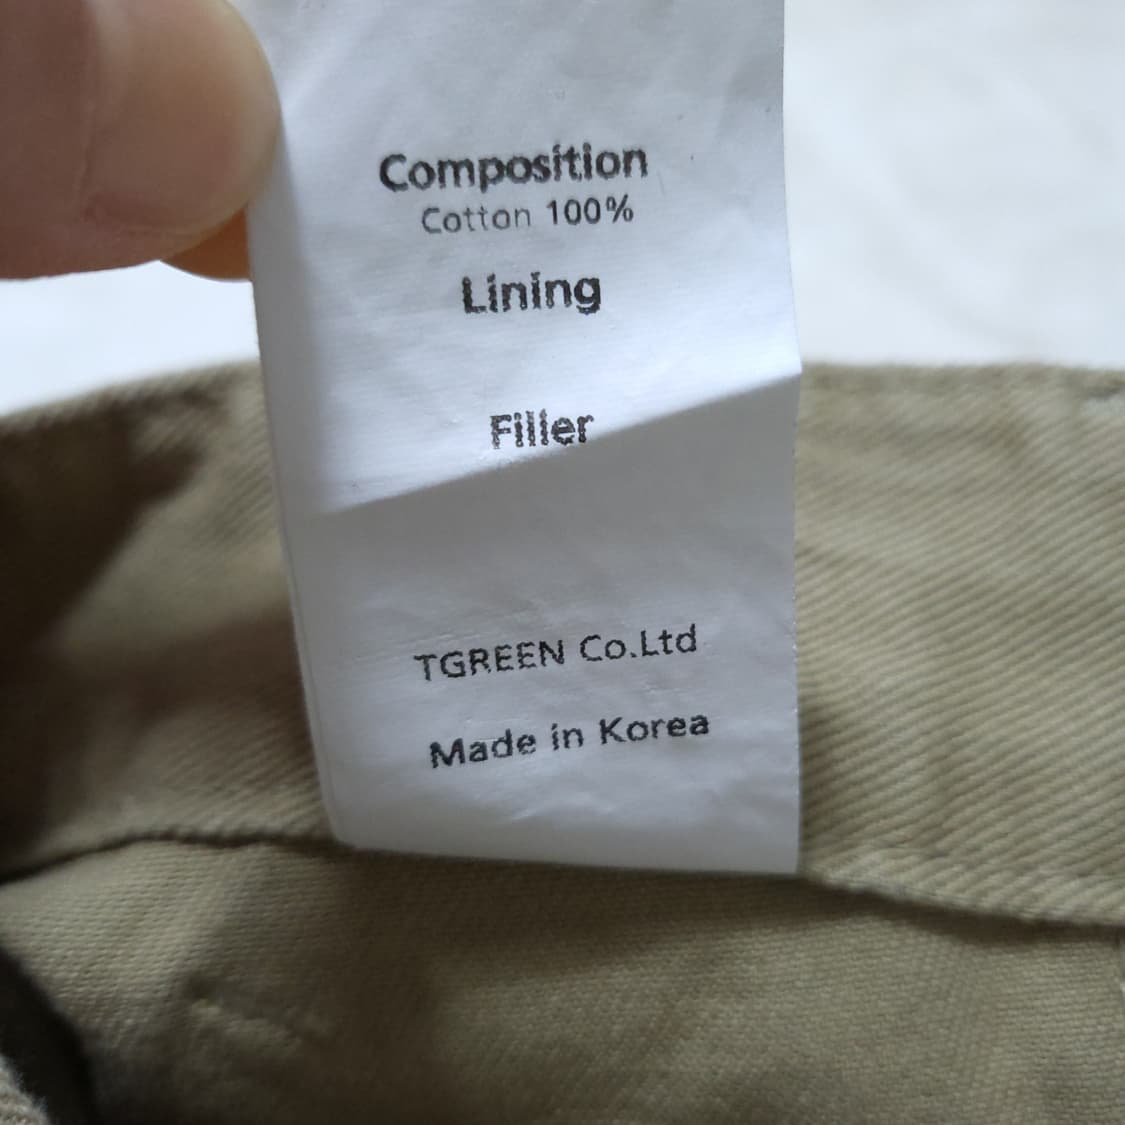 Composition
Cotton 100%
Lining
Filler
TGREEN Co.Ltd
Made in Korea